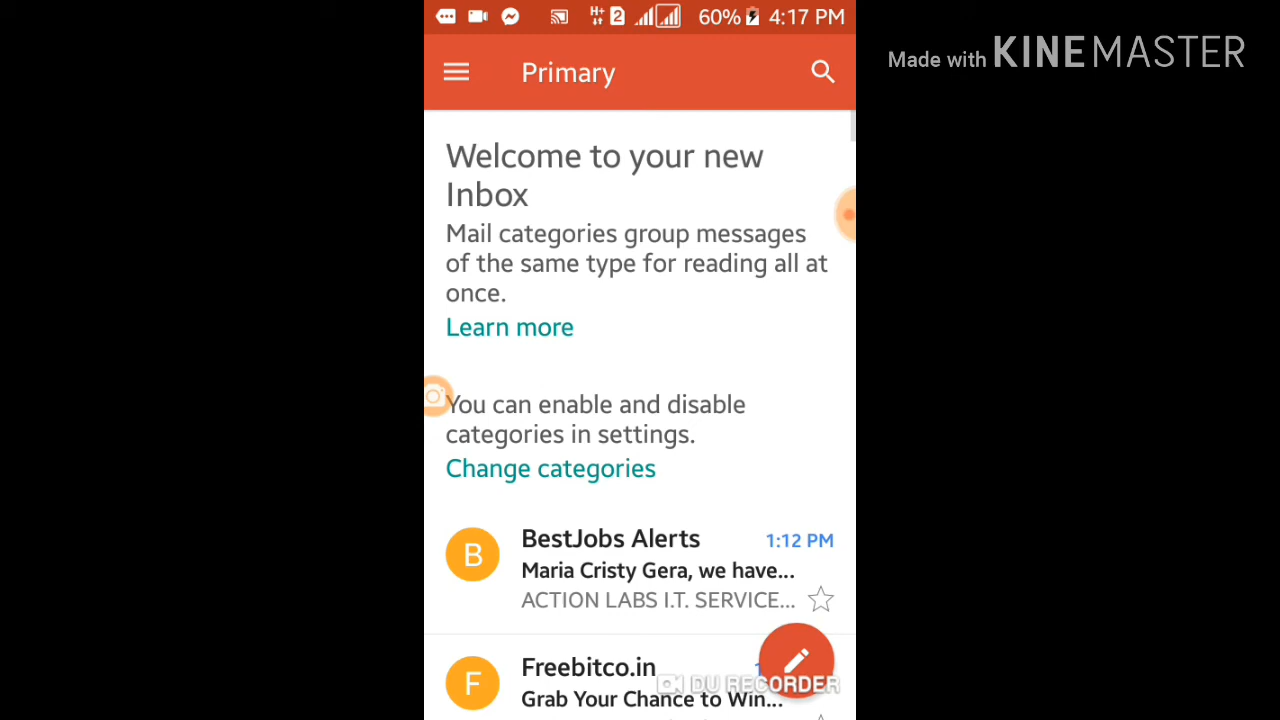 H+ 2 60% 4:17 PM
Made with KINEMASTER
Primary
Welcome to your new
Inbox
Mail categories group messages
of the same type for reading all at
once.
Learn more
You can enable and disable
categories in settings.
Change categories
B BestJobs Alerts 1:12 PM
Maria Cristy Gera, we have...
ACTION LABS I.T. SERVICE...
F Freebitco.in
Grab Your Chance to Win...
DU RECORDER